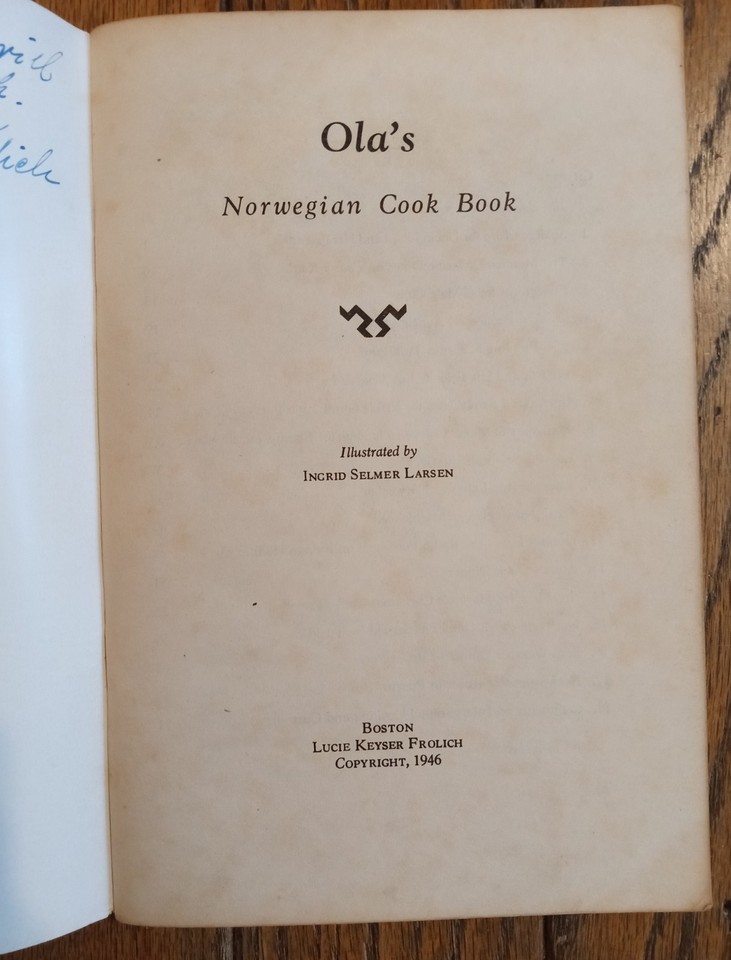 Ola's
Norwegian Cook Book
Illustrated by
INGRID SELMER LARSEN
BOSTON
LUCIE KEYSER FROLICH
COPYRIGHT, 1946